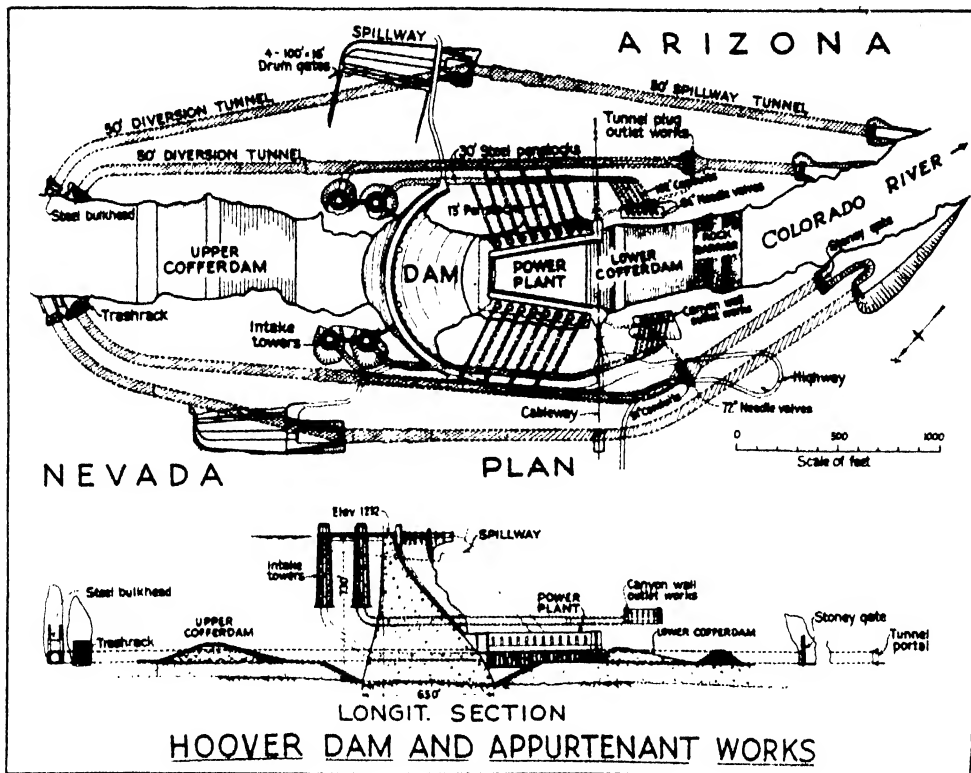 SPILLWAY
ARIZONA
4-100'×16'
Drum gates
50' DIVERSION TUNNEL
50' SPILLWAY TUNNEL
Tunnel plug
outlet works
50' DIVERSION TUNNEL
30' Steel penstocks
Needle valves
Steel bulkhead
UPPER
COFFERDAM
DAM
POWER
PLANT
LOWER
COFFERDAM
ROCK
COLORADO RIVER
Stoney gate
Trashrack
Intake
towers
Canyon wall
outlet works
Highway
Cableway
72" Needle valves
0 500 1000
Scale of feet
NEVADA
PLAN
Elev 1232
SPILLWAY
Intake
towers
730'
Steel bulkhead
Canyon wall
outlet works
POWER
PLANT
Stoney gate
UPPER
COFFERDAM
Trashrack
UPPER COFFERDAM
Tunnel
portal
650'
LONGIT. SECTION
HOOVER DAM AND APPURTENANT WORKS